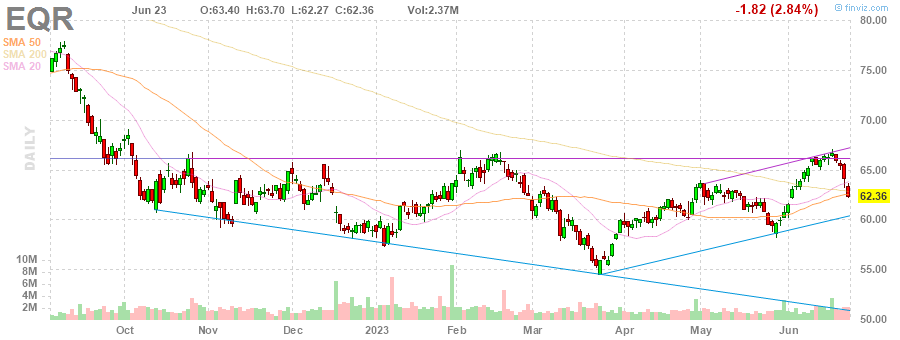 EQR Jun 23 O:63.40 H:63.70 L:62.27 C:62.36 Vol:2.37M -1.82 (2.84%) © finviz.com
SMA 50
SMA 200
SMA 20
DAILY
80.00
75.00
70.00
65.00
62.36
60.00
55.00
50.00
10M
8M
6M
4M
2M
Oct Nov Dec 2023 Feb Mar Apr May Jun